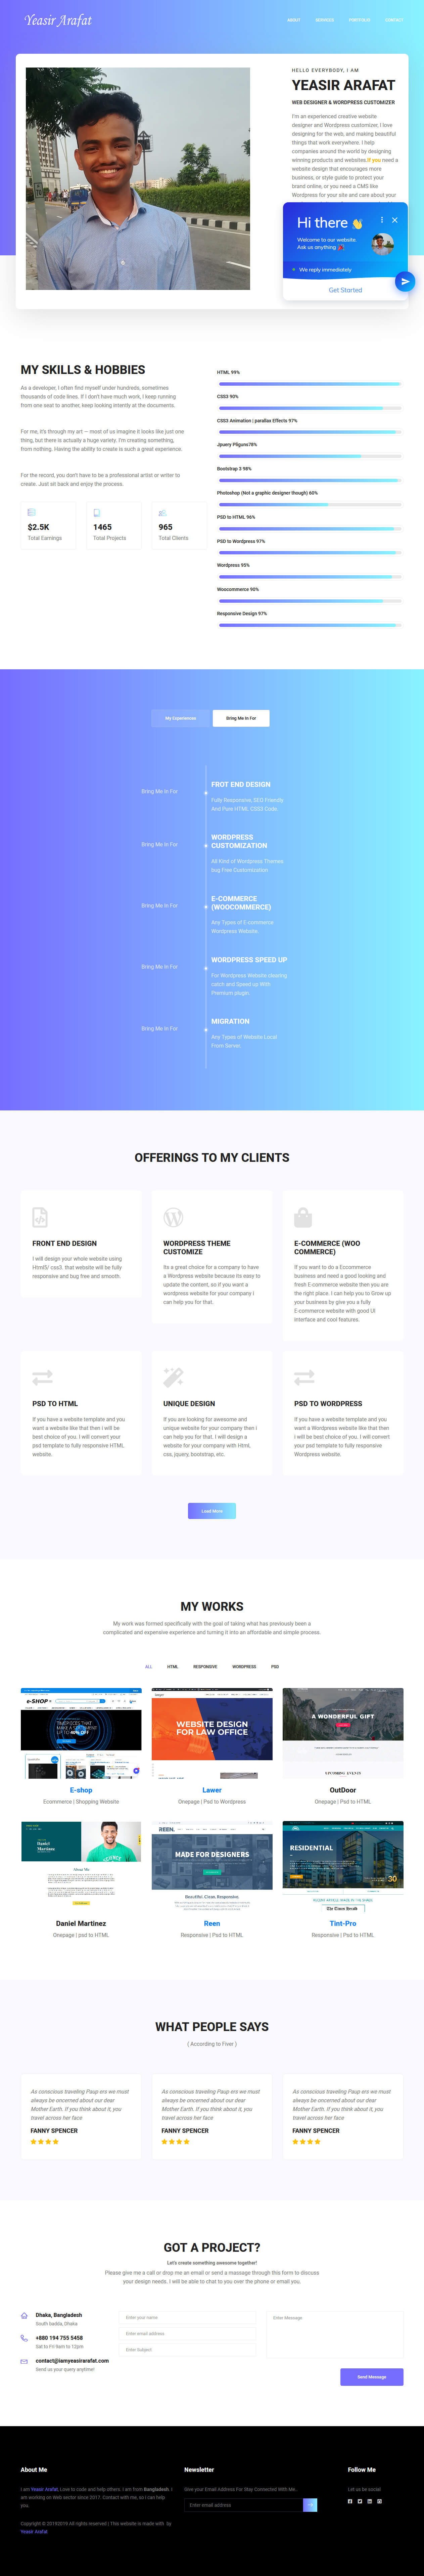 Yeasir Arafat
ABOUT SERVICES PORTFOLIO CONTACT
HELLO EVERYBODY, I AM
YEASIR ARAFAT
WEB DESIGNER & WORDPRESS CUSTOMIZER
I'm an experienced creative website
designer and Wordpress customizer, I love
designing for the web, and making beautiful
things that work everywhere. I help
companies around the world by designing
winning products and websites.If you need a
website design that encourages more
business, or style guide to protect your
brand online, or you need a CMS like
Wordpress for your site and care about your
Hi there 👋
Welcome to our website
Ask us anything 🎉
We reply immediately
Get Started
MY SKILLS & HOBBIES
As a developer, I often find myself under hundreds, sometimes
thousands of code lines. If I don't have much work, I keep running
from one seat to another, keep looking intently at the documents.
For me, it's through my art — most of us imagine it looks like just one
thing, but there is actually a huge variety. I'm creating something,
from nothing. Having the ability to create is such a great experience.
For the record, you don't have to be a professional artist or writer to
create. Just sit back and enjoy the process.
$2.5K
Total Earnings
1465
Total Projects
965
Total Clients
HTML 99%
CSS3 90%
CSS3 Animation | parallax Effects 97%
Jquery Pliguns78%
Bootstrap 3 98%
Photoshop (Not a graphic designer though) 60%
PSD to HTML 96%
PSD to Wordpress 97%
Wordpress 95%
Woocommerce 90%
Responsive Design 97%
My Experiences
Bring Me In For
Bring Me In For
FROT END DESIGN
Fully Responsive, SEO Friendly
And Pure HTML CSS3 Code.
Bring Me In For
WORDPRESS
CUSTOMIZATION
All Kind of Wordpress Themes
bug Free Customization
Bring Me In For
E-COMMERCE
(WOOCOMMERCE)
Any Types of E-commerce
Wordpress Website.
Bring Me In For
WORDPRESS SPEED UP
For Wordpress Website clearing
catch and Speed up With
Premium plugin.
Bring Me In For
MIGRATION
Any Types of Website Local
From Server.
OFFERINGS TO MY CLIENTS
FRONT END DESIGN
I will design your whole website using
Html5/ css3. that website will be fully
responsive and bug free and smooth.
WORDPRESS THEME
CUSTOMIZE
Its a great choice for a company to have
a Wordpress website because its easy to
update the content, so if you want a
wordpress website for your company I
can help you for that.
E-COMMERCE (WOO
COMMERCE)
If you want to do a Eccommerce
business and need a good looking and
fresh E-commerce website then you are
the right place. I can help you to Grow up
your business by give you a fully
E-commerce website with good UI
interface and cool features.
PSD TO HTML
If you have a website template and you
want a website like that then i will be
best choice of you. I will convert your
psd template to fully responsive HTML
website.
UNIQUE DESIGN
If you are looking for awesome and
unique website for your company then i
can help you for that. I will design a
website for your company with Html,
css, jquery, bootstrap, etc.
PSD TO WORDPRESS
If you have a website template and you
want a Wordpress website like that then
i will be best choice of you. I will convert
your psd template to fully responsive
Wordpress website.
Load More
MY WORKS
My work was formed specifically with the goal of taking what has previously been a
complicated and expensive experience and turning it into an affordable and simple process.
ALL HTML RESPONSIVE WORDPRESS PSD
e-SHOP
WEBSITE DESIGN
FOR LAW OFFICE
A WONDERFUL GIFT
UPCOMING EVENTS
E-shop
Ecommerct | Shopping Website
Lawer
Onepage | Psd to Wordpress
OutDoor
Onepage | Psd to HTML
Daniel
Martinez
About Me
REEN.
MADE FOR DESIGNERS
Beautiful. Clean. Responsive.
RESIDENTIAL
30
Daniel Martinez
Onepage | psd to HTML
Reen
Responsive | Psd to HTML
Tint-Pro
Responsive | Psd to HTML
WHAT PEOPLE SAYS
( According to Fiver )
As conscious traveling Paup ers we must
always be oncerned about our dear
Mother Earth. If you think about it, you
travel across her face
FANNY SPENCER
As conscious traveling Paup ers we must
always be oncerned about our dear
Mother Earth. If you think about it, you
travel across her face
FANNY SPENCER
As conscious traveling Paup ers we must
always be oncerned about our dear
Mother Earth. If you think about it, you
travel across her face
FANNY SPENCER
GOT A PROJECT?
Let's create something awesome together!
Please give me a call or drop me an email or send a massage through this form to discuss
your design needs. I will be able to chat to you over the phone or email you.
Dhaka, Bangladesh
South badda, Dhaka
+880 194 755 5458
Sat to Fri 9am to 12pm
contact@iamyeasirarafat.com
Send us your query anytime!
Enter your name
Enter email address
Enter Subject
Enter Message
Send Message
About Me
I am Yeasir Arafat, Love to code and help others. I am from Bangladesh. I
am working on Web sector since 2017. Contact with me, so I can help
you.
Copyright © 20192019 All rights reserved | This website is made with by
Yeasir Arafat
Newsletter
Give your Email Address For Stay Connected With Me..
Enter email address
Follow Me
Let us be social